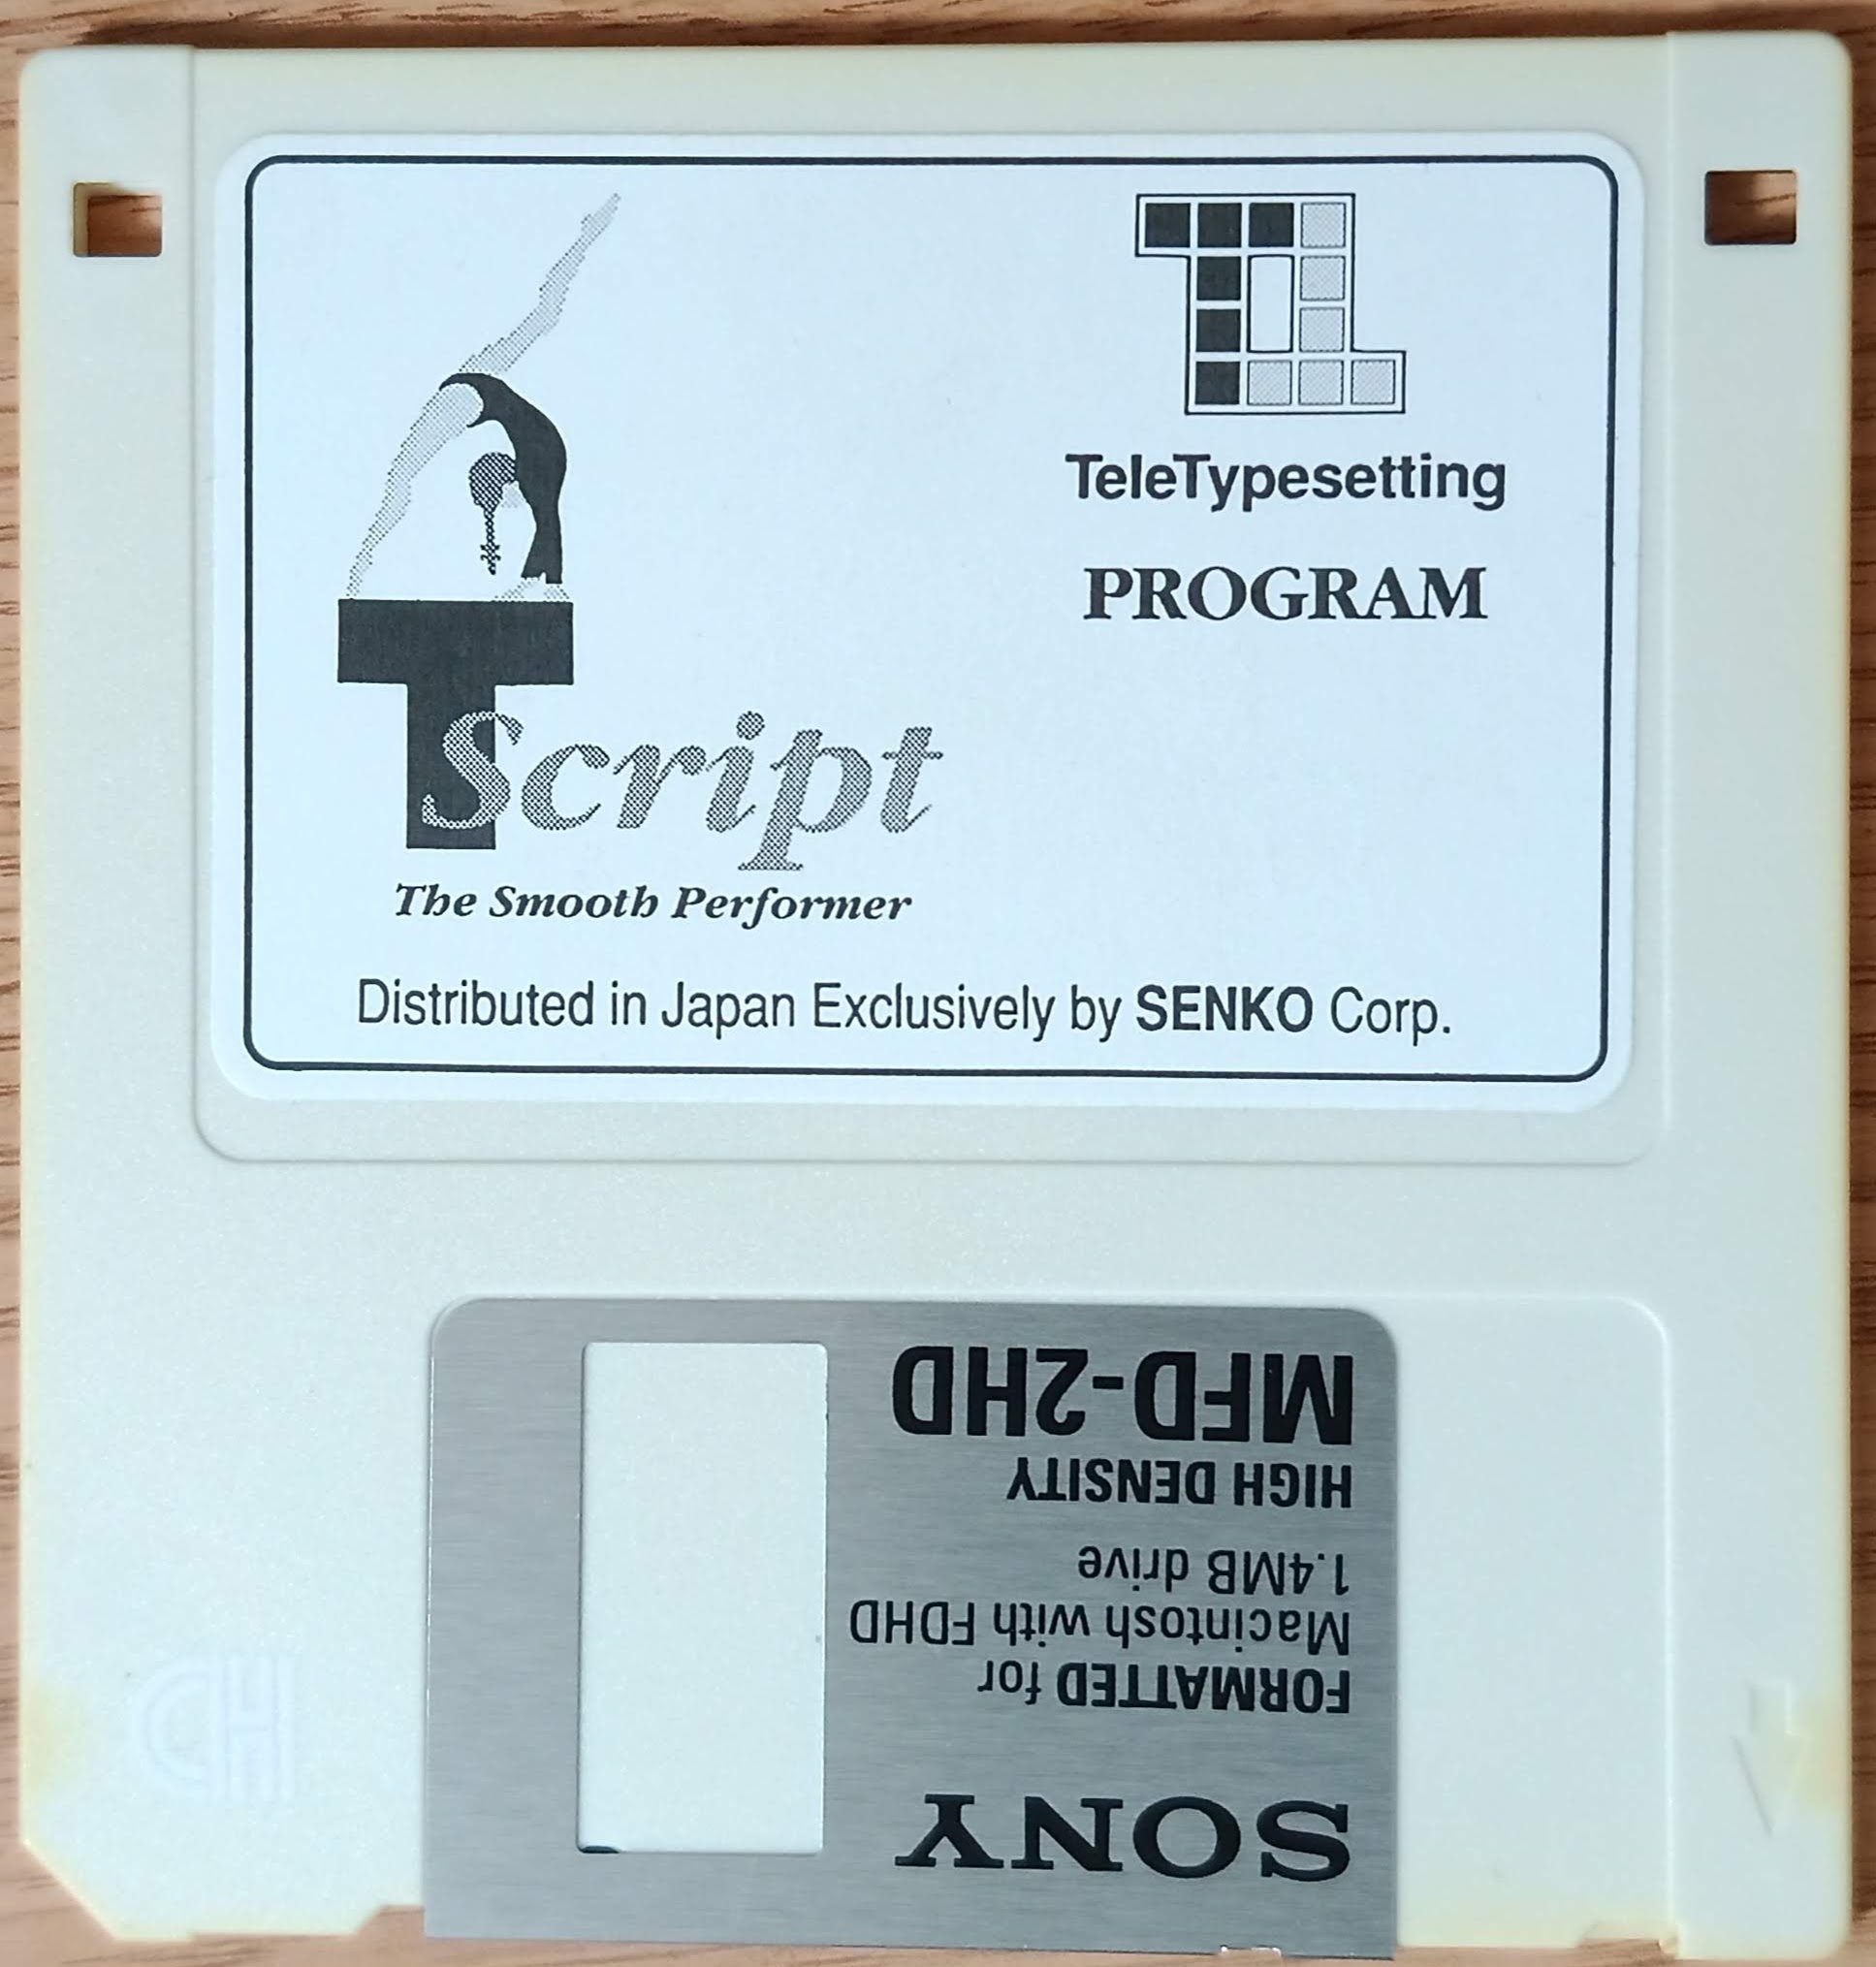 TeleTypesetting
PROGRAM
TScript
The Smooth Performer
Distributed in Japan Exclusively by SENKO Corp.
SONY
FORMATTED for
Macintosh with FDHD
1.4MB drive
HIGH DENSITY
MFD-2HD
HD